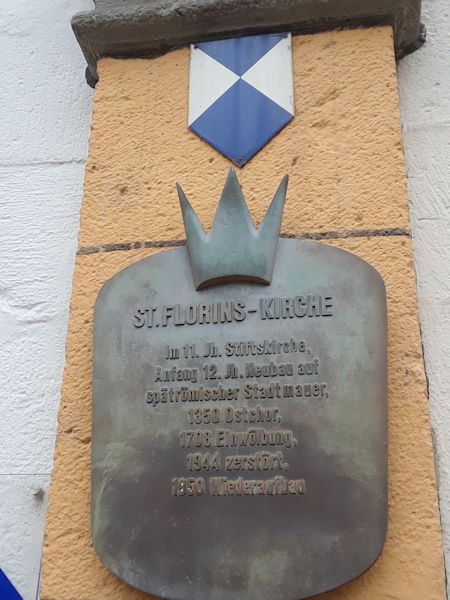 ST. FLORINS-KIRCHE
Im 11. Jh. Stiftskirche,
Anfang 12. Jh. Neubau auf
spätrömischer Stadtmauer,
1350 Ostchor,
1708 Einwölbung,
1944 zerstört.
1950 Wiederaufbau